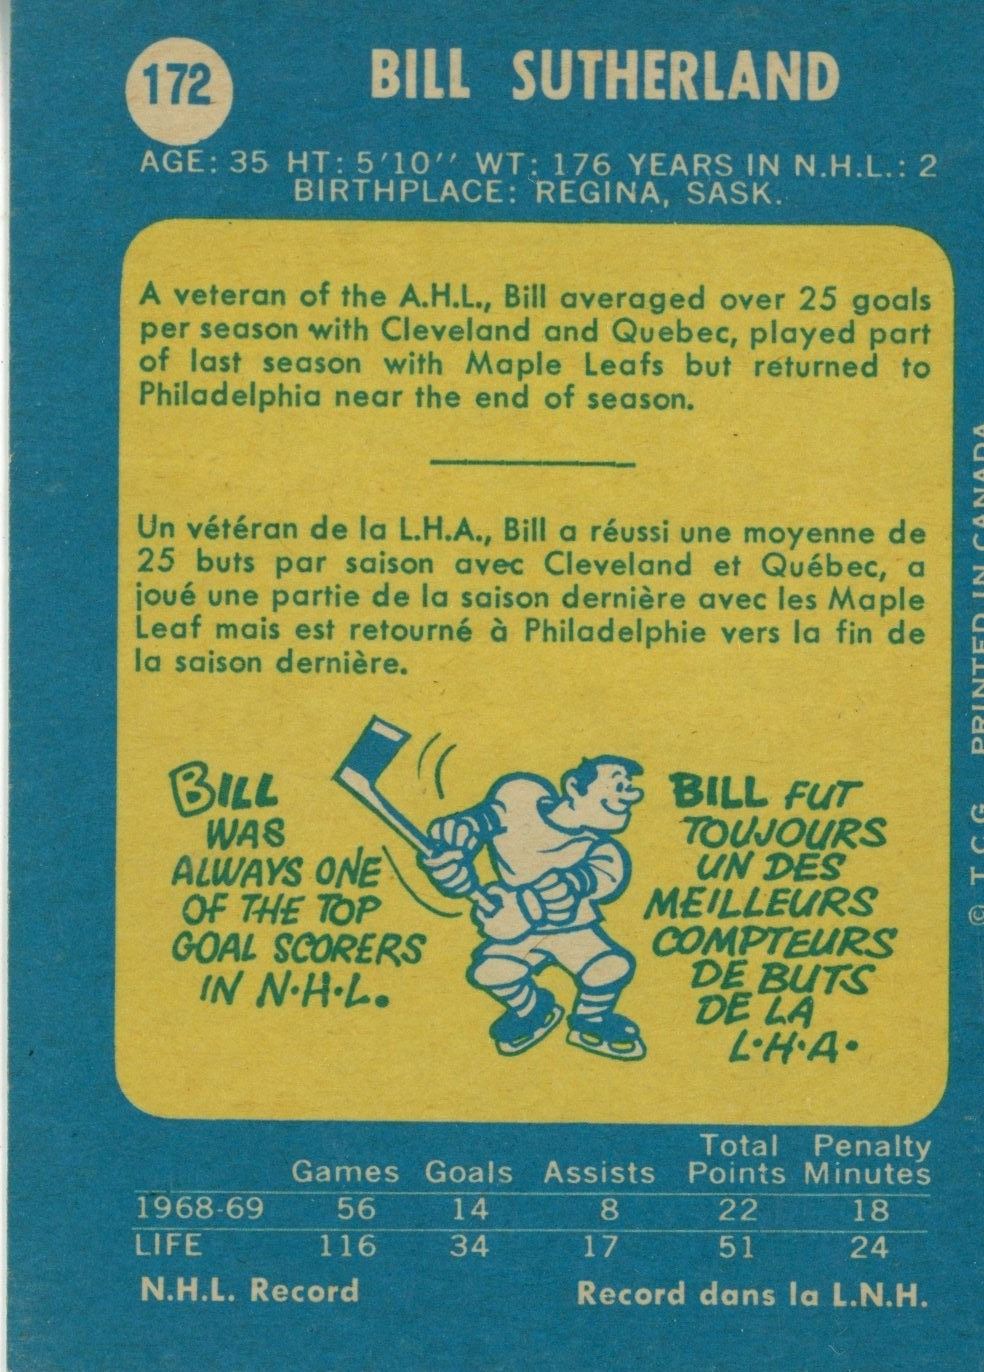 172
BILL SUTHERLAND
AGE: 35 HT: 5'10'' WT: 176 YEARS IN N.H.L.: 2
BIRTHPLACE: REGINA, SASK.
A veteran of the A.H.L., Bill averaged over 25 goals
per season with Cleveland and Quebec, played part
of last season with Maple Leafs but returned to
Philadelphia near the end of season.
Un vétéran de la L.H.A., Bill a réussi une moyenne de
25 buts par saison avec Cleveland et Québec, a
joué une partie de la saison dernière avec les Maple
Leaf mais est retourné à Philadelphie vers la fin de
la saison dernière.
BILL
WAS
ALWAYS ONE
OF THE TOP
GOAL SCORERS
IN N.H.L.
BILL FUT
TOUJOURS
UN DES
MEILLEURS
COMPTEURS
DE BUTS
DE LA
L.H.A.
© T.C.G. PRINTED IN CANADA
Games Goals Assists Total Points Penalty Minutes
1968-69 56 14 8 22 18
LIFE 116 34 17 51 24
N.H.L. Record Record dans la L.N.H.